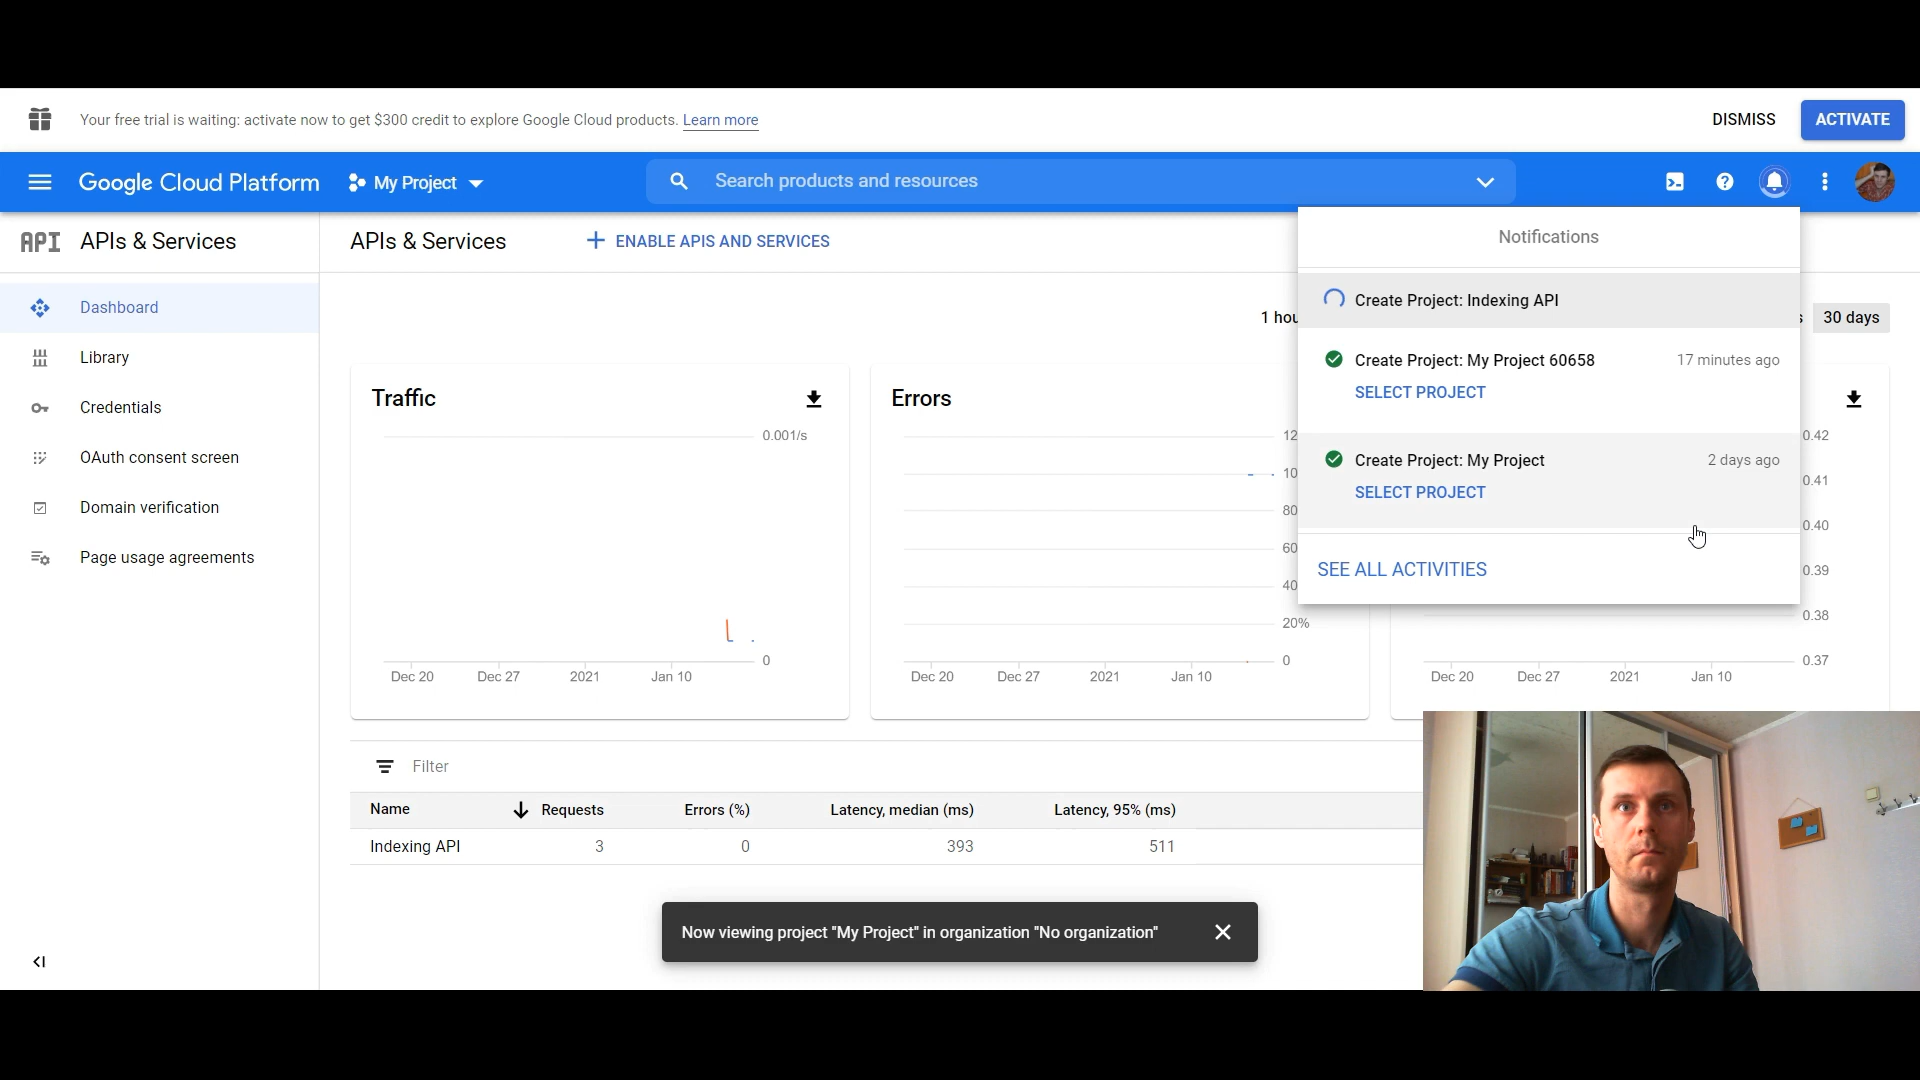 Your free trial is waiting: activate now to get $300 credit to explore Google Cloud products. Learn more
DISMISS
ACTIVATE
Google Cloud Platform
My Project
Search products and resources
API
APIs & Services
APIs & Services
ENABLE APIS AND SERVICES
Notifications
Create Project: Indexing API
Create Project: My Project 60658
17 minutes ago
SELECT PROJECT
Create Project: My Project
2 days ago
SELECT PROJECT
SEE ALL ACTIVITIES
Dashboard
Library
Credentials
OAuth consent screen
Domain verification
Page usage agreements
1 hou
s
30 days
Traffic
0.001/s
0
Dec 20
Dec 27
2021
Jan 10
Errors
12
10
80
60
40
20%
0
Dec 20
Dec 27
2021
Jan 10
0.42
0.41
0.40
0.39
0.38
0.37
Dec 20
Dec 27
2021
Jan 10
Filter
Name Requests Errors (%) Latency, median (ms) Latency, 95% (ms)
Indexing API 3 0 393 511
Now viewing project "My Project" in organization "No organization"